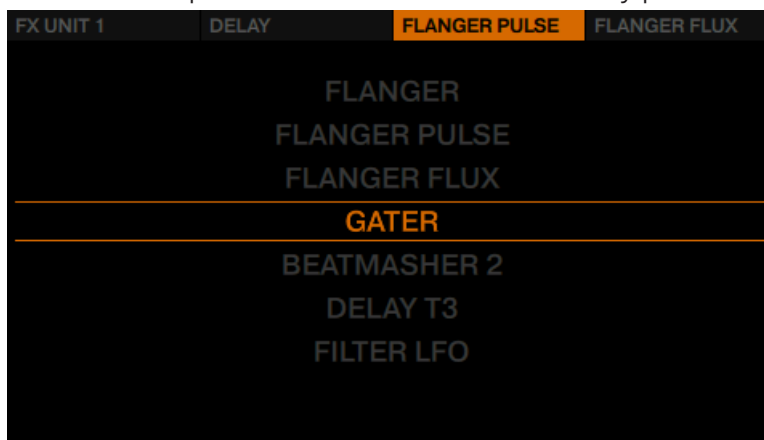 FX UNIT 1 DELAY FLANGER PULSE FLANGER FLUX
FLANGER
FLANGER PULSE
FLANGER FLUX
GATER
BEATMASHER 2
DELAY T3
FILTER LFO